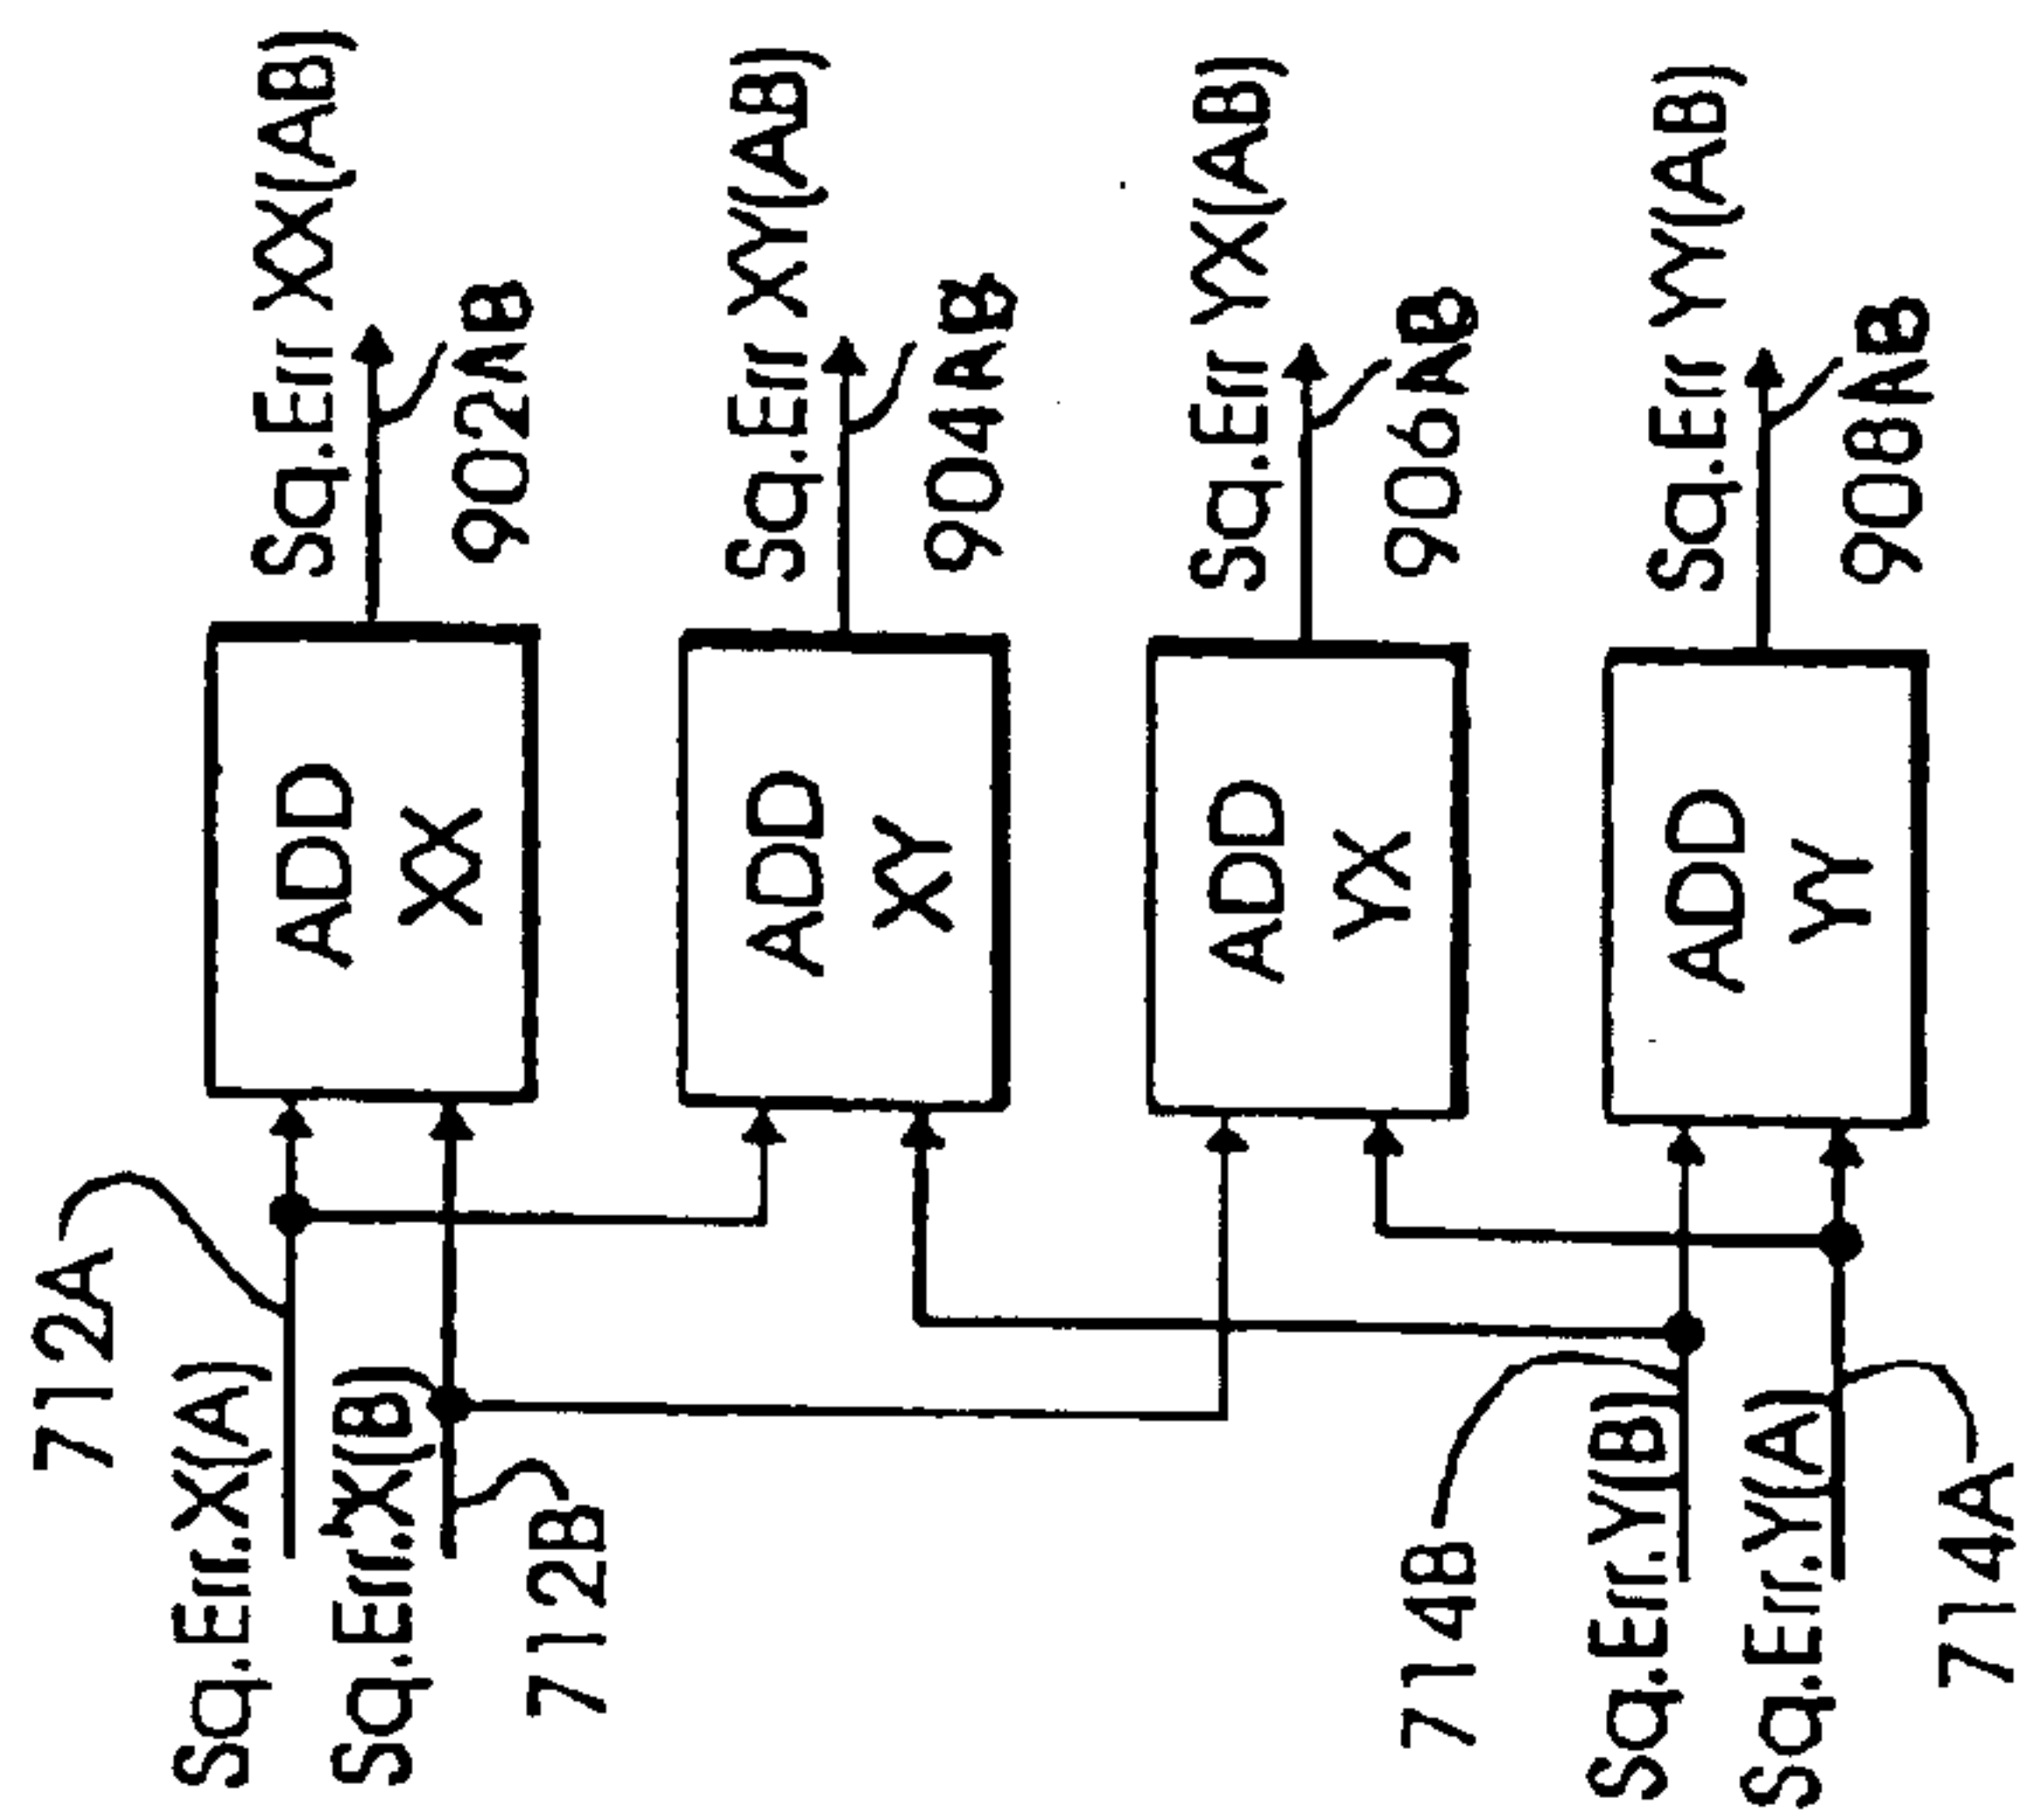 712A
Sq.Err.X(A)
Sq.Err.X(B)
712B
ADD
XX
Sq.Err XX(AB)
902AB
ADD
XY
Sq.Err XY(AB)
904AB
ADD
YX
Sq.Err YX(AB)
906AB
714B
Sq.Err.Y(B)
Sq.Err.Y(A)
714A
ADD
YY
Sq.Err YY(AB)
908AB